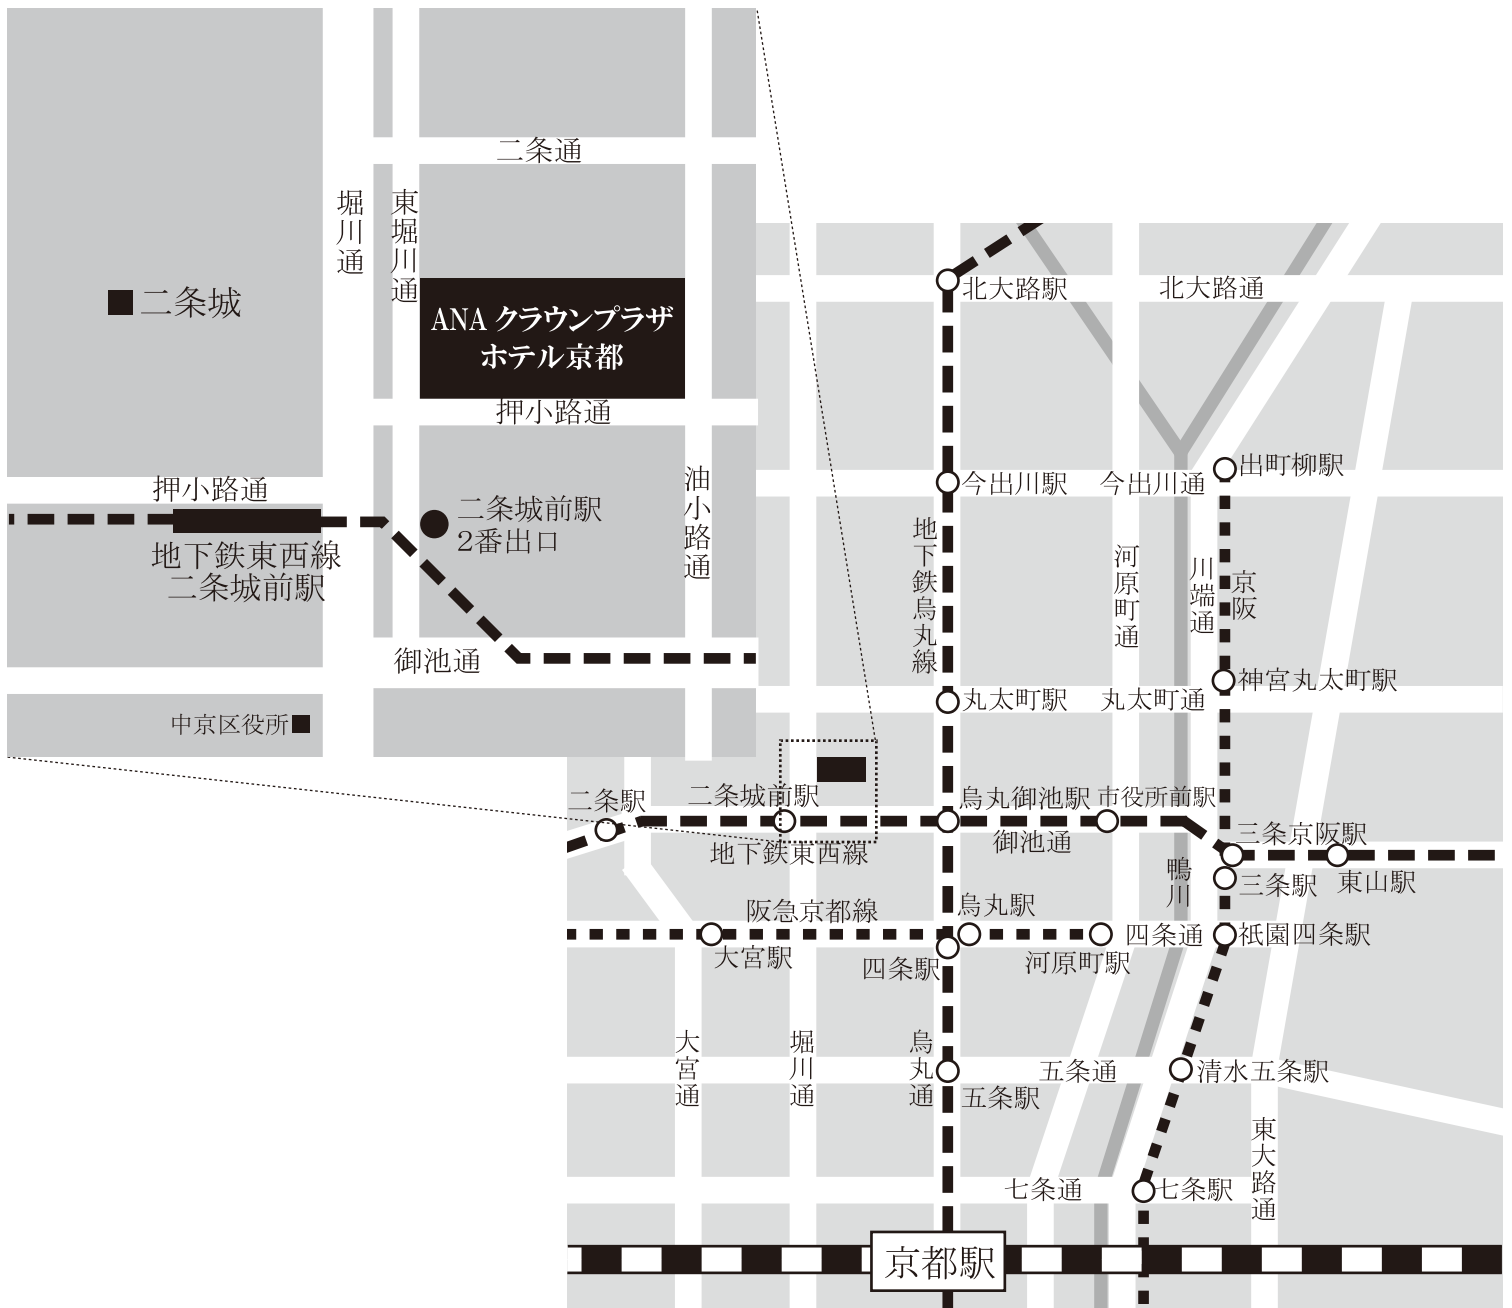 二条通
堀川通
東堀川通
二条城
ANA クラウンプラザ
ホテル京都
押小路通
押小路通
油小路通
二条城前駅
2番出口
地下鉄東西線
二条城前駅
御池通
中京区役所
北大路駅
北大路通
今出川駅
今出川通
出町柳駅
地下鉄烏丸線
河原町通
川端通
京阪
丸太町駅
丸太町通
神宮丸太町駅
二条駅
二条城前駅
烏丸御池駅
市役所前駅
御池通
地下鉄東西線
三条京阪駅
鴨川
三条駅
東山駅
阪急京都線
烏丸駅
四条通
祇園四条駅
大宮駅
四条駅
河原町駅
大宮通
堀川通
烏丸通
五条通
清水五条駅
五条駅
東大路通
七条通
七条駅
京都駅